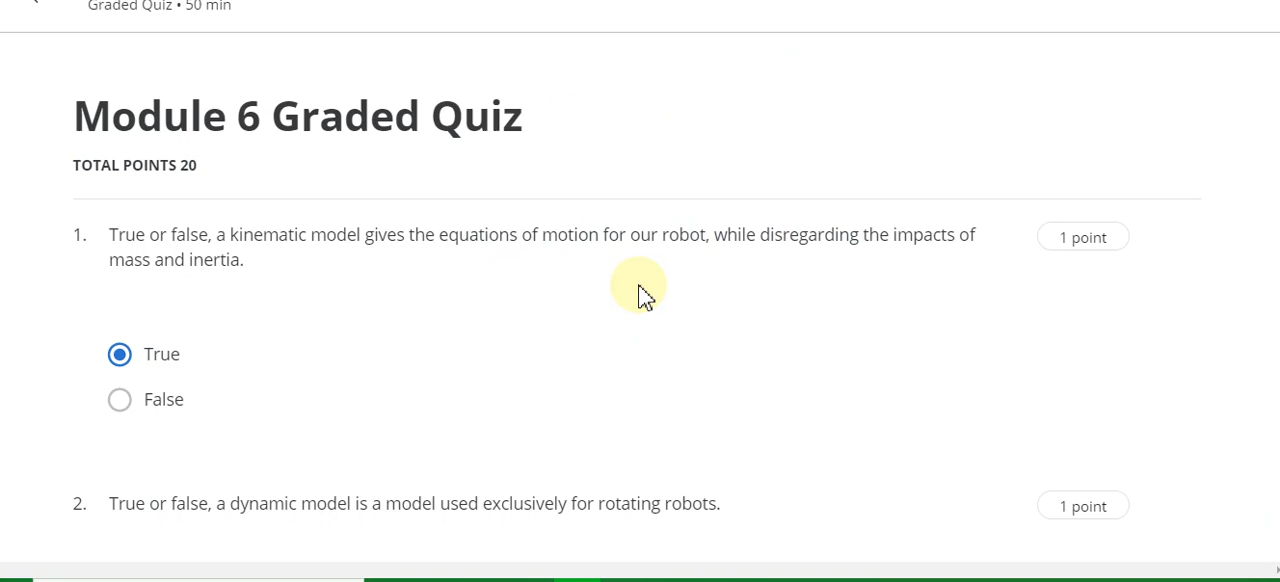 Graded Quiz • 50 min
Module 6 Graded Quiz
TOTAL POINTS 20
1. True or false, a kinematic model gives the equations of motion for our robot, while disregarding the impacts of
mass and inertia.
1 point
True
False
2. True or false, a dynamic model is a model used exclusively for rotating robots.
1 point